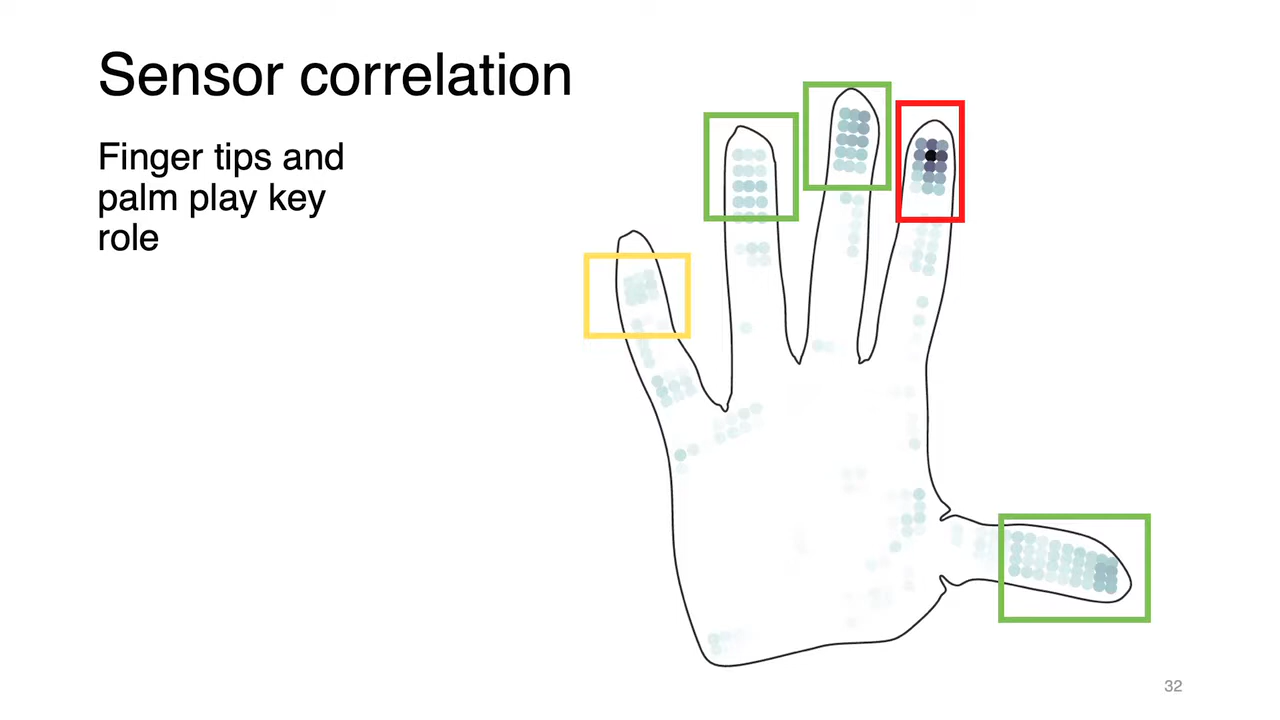 Sensor correlation
Finger tips and
palm play key
role
32